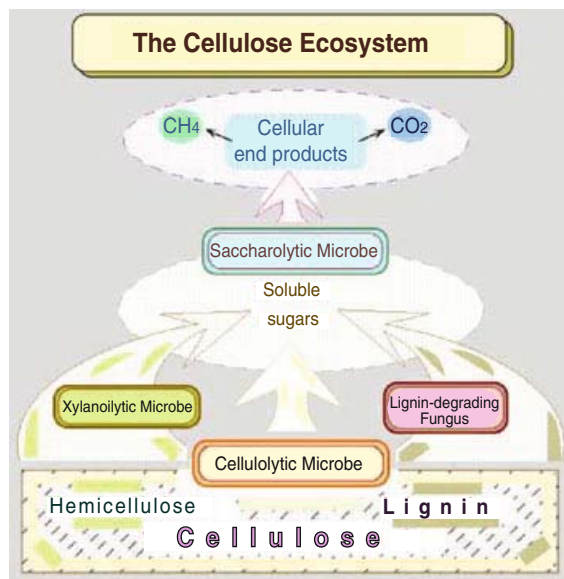 The Cellulose Ecosystem
CH4
Cellular
end products
CO2
Saccharolytic Microbe
Soluble
sugars
Xylanoilytic Microbe
Lignin-degrading
Fungus
Cellulolytic Microbe
Hemicellulose
Lignin
Cellulose